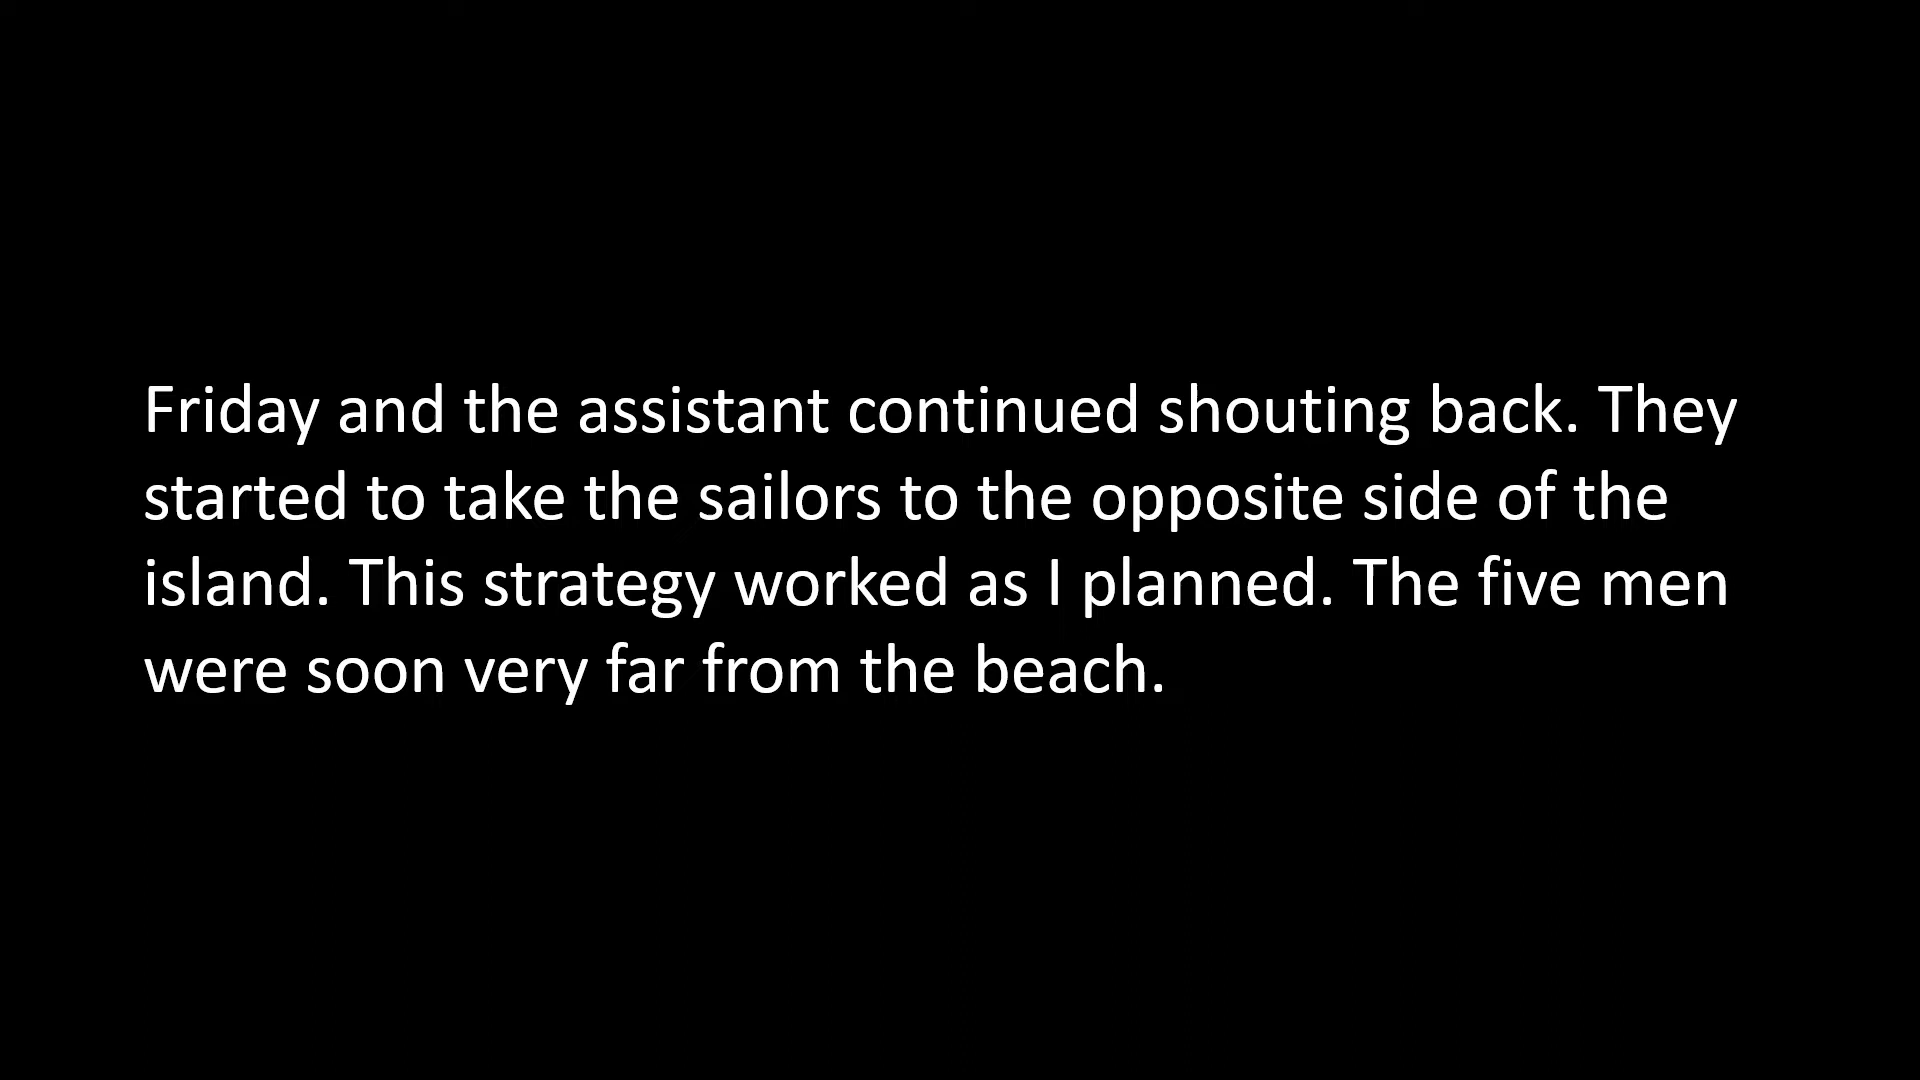 Friday and the assistant continued shouting back. They
started to take the sailors to the opposite side of the
island. This strategy worked as I planned. The five men
were soon very far from the beach.